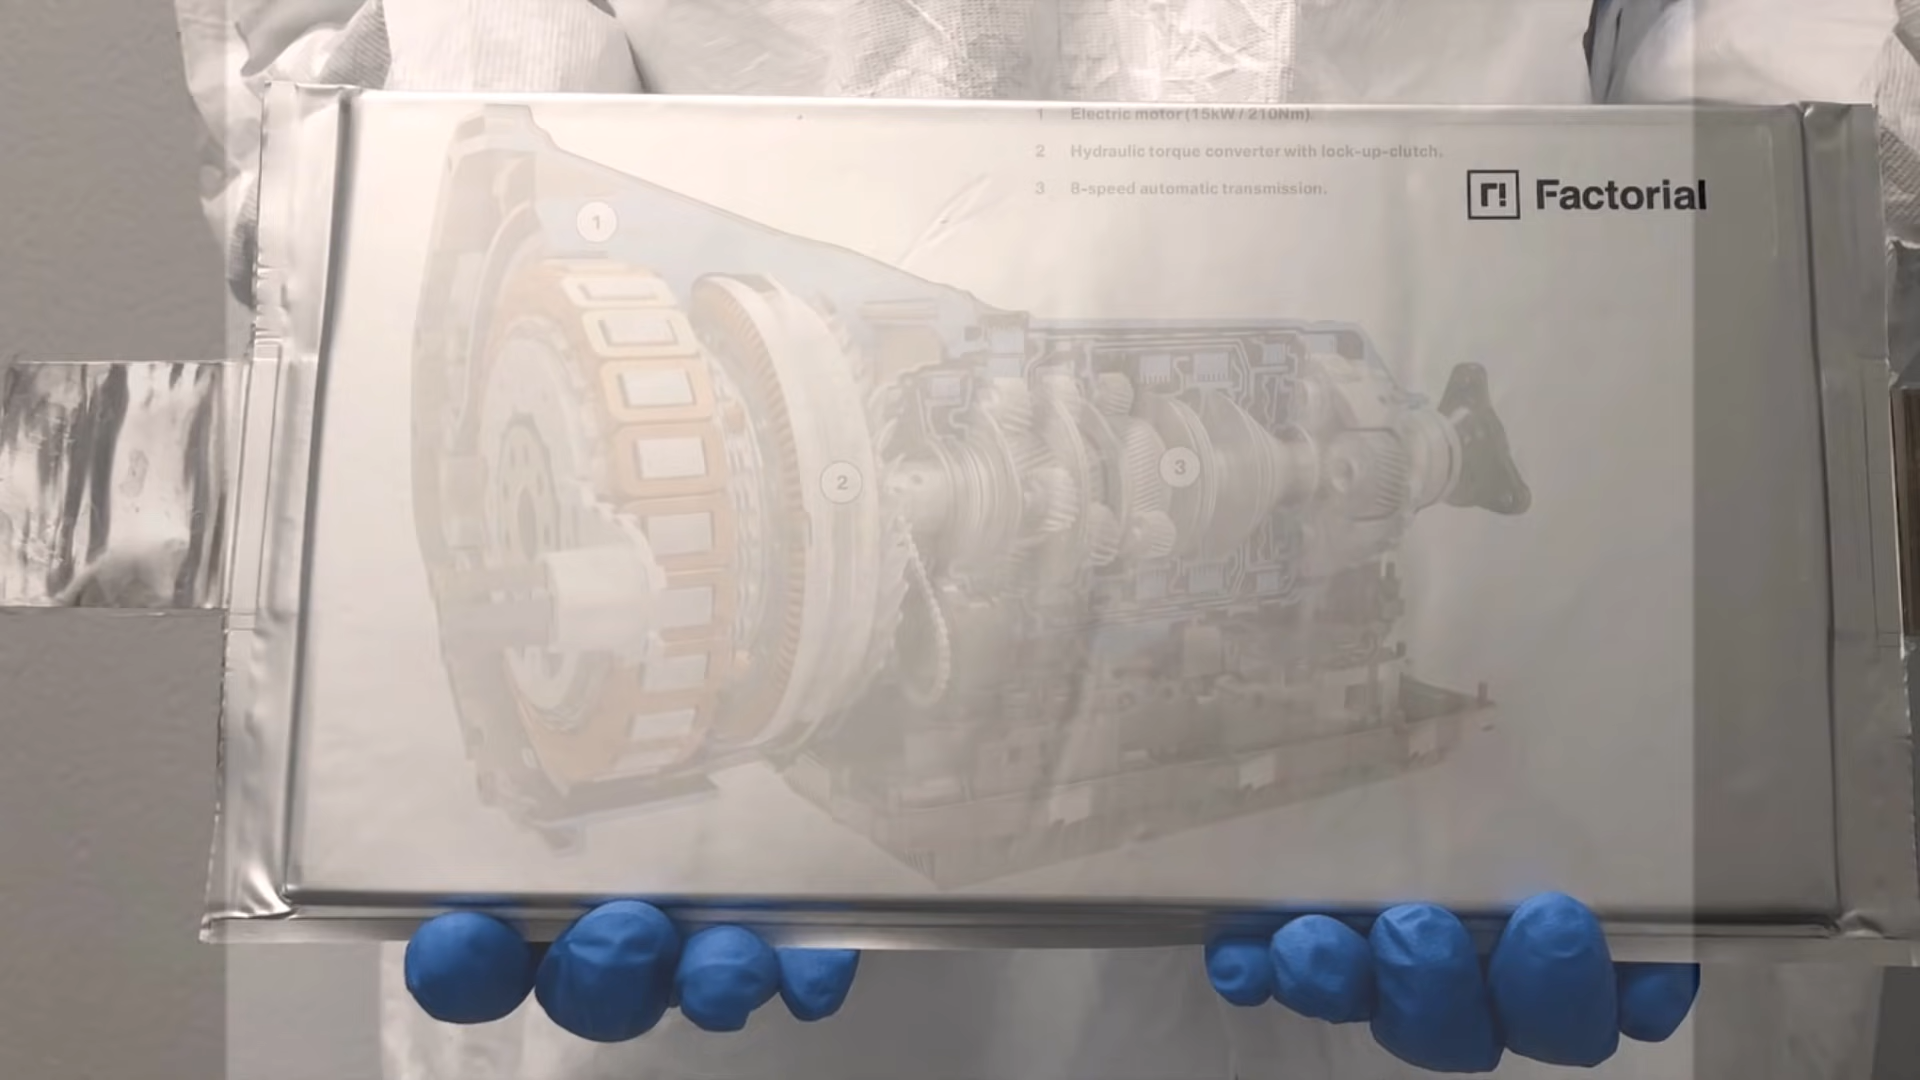 1 Electric motor (15kW / 210Nm).
2 Hydraulic torque converter with lock-up-clutch.
3 8-speed automatic transmission.
Factorial
1
2
3